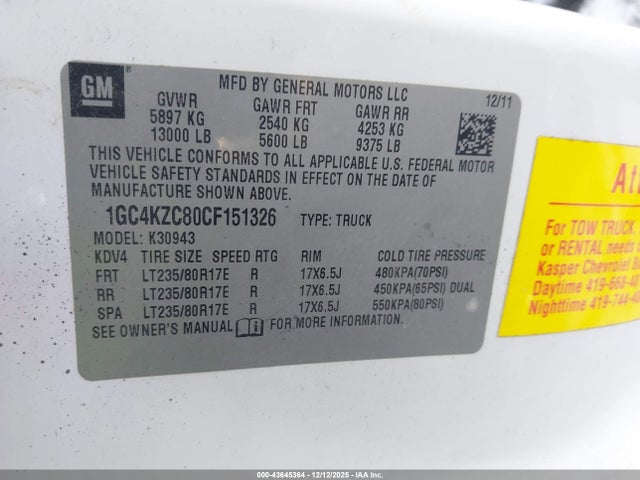 GM
MFD BY GENERAL MOTORS LLC
GVWR GAWR FRT GAWR RR 12/11
5897 KG 2540 KG 4253 KG
13000 LB 5600 LB 9375 LB
THIS VEHICLE CONFORMS TO ALL APPLICABLE U.S. FEDERAL MOTOR
VEHICLE SAFETY STANDARDS IN EFFECT ON THE DATE OF
MANUFACTURE SHOWN ABOVE.
1GC4KZC80CF151326 TYPE: TRUCK
MODEL: K30943
KDV4 TIRE SIZE SPEED RTG RIM COLD TIRE PRESSURE
FRT LT235/80R17E R 17X6.5J 480KPA(70PSI)
RR LT235/80R17E R 17X6.5J 450KPA(65PSI) DUAL
SPA LT235/80R17E R 17X6.5J 550KPA(80PSI)
SEE OWNER'S MANUAL FOR MORE INFORMATION.
For TOW TRUCK,
or RENTAL needs
Kasper Chevrolet
Daytime 419-668-
Nighttime 419-744-
000-43645364 - 12/12/2025 - IAA Inc.